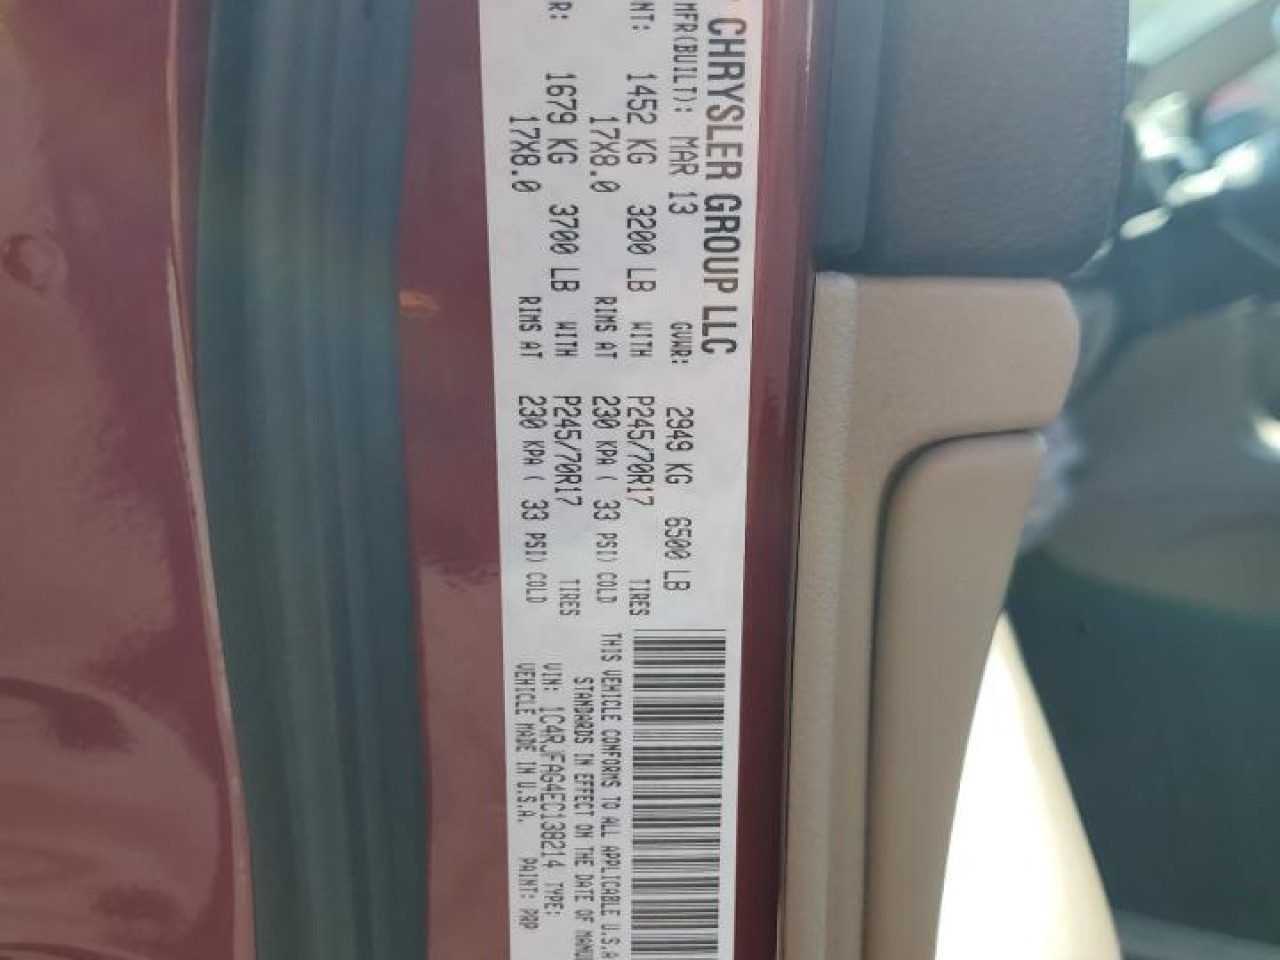 CHRYSLER GROUP LLC
MFR(BUILT): MAR 13 GVWR: 2949 KG 6500 LB
NT: 1452 KG 3200 LB WITH P245/70R17 TIRES
17X8.0 RIMS AT 230 KPA ( 33 PSI) COLD
R: 1679 KG 3700 LB WITH P245/70R17 TIRES
17X8.0 RIMS AT 230 KPA ( 33 PSI) COLD
THIS VEHICLE CONFORMS TO ALL APPLICABLE U.S.A
STANDARDS IN EFFECT ON THE DATE OF MANU
VIN: 1C4RJFAG4EC138214 TYPE:
VEHICLE MADE IN U.S.A. PAINT: PRP